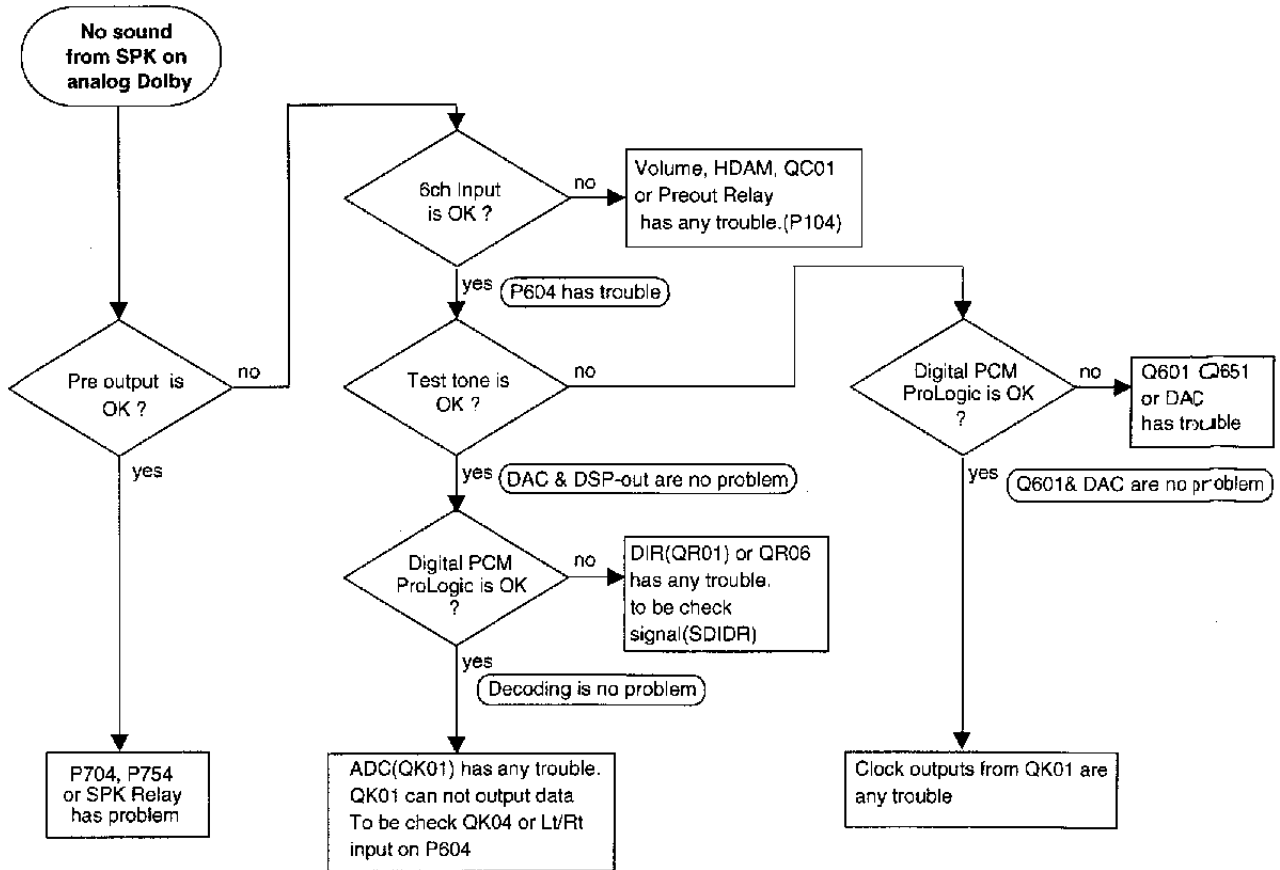 No sound
from SPK on
analog Dolby
6ch Input
is OK ?
no
Volume, HDAM, QC01
or Preout Relay
has any trouble.(P104)
yes
P604 has trouble
Pre output is
OK ?
no
yes
Test tone is
OK ?
no
yes
DAC & DSP-out are no problem
Digital PCM
ProLogic is OK
?
no
Q601 Q651
or DAC
has trouble
yes
Q601& DAC are no problem
Digital PCM
ProLogic is OK
?
no
DIR(QR01) or QR06
has any trouble.
to be check
signal(SDIDR)
yes
Decoding is no problem
P704, P754
or SPK Relay
has problem
ADC(QK01) has any trouble.
QK01 can not output data
To be check QK04 or Lt/Rt
input on P604
Clock outputs from QK01 are
any trouble